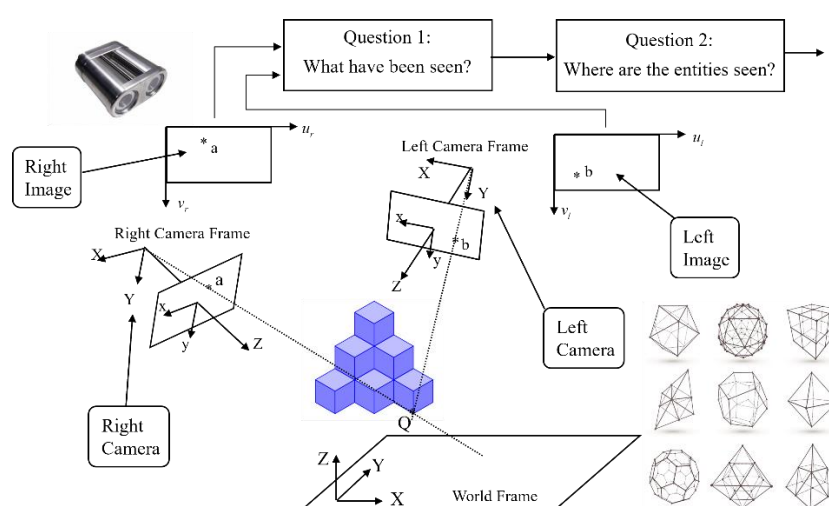 Question 1:
What have been seen?
Question 2:
Where are the entities seen?
u_r
* a
v_r
Right
Image
Left Camera Frame
X
Y
x
y
* b
Z
u_l
* b
v_l
Left
Image
Right Camera Frame
X
Y
* a
x
y
Z
Left
Camera
Right
Camera
Q
Z
Y
X
World Frame